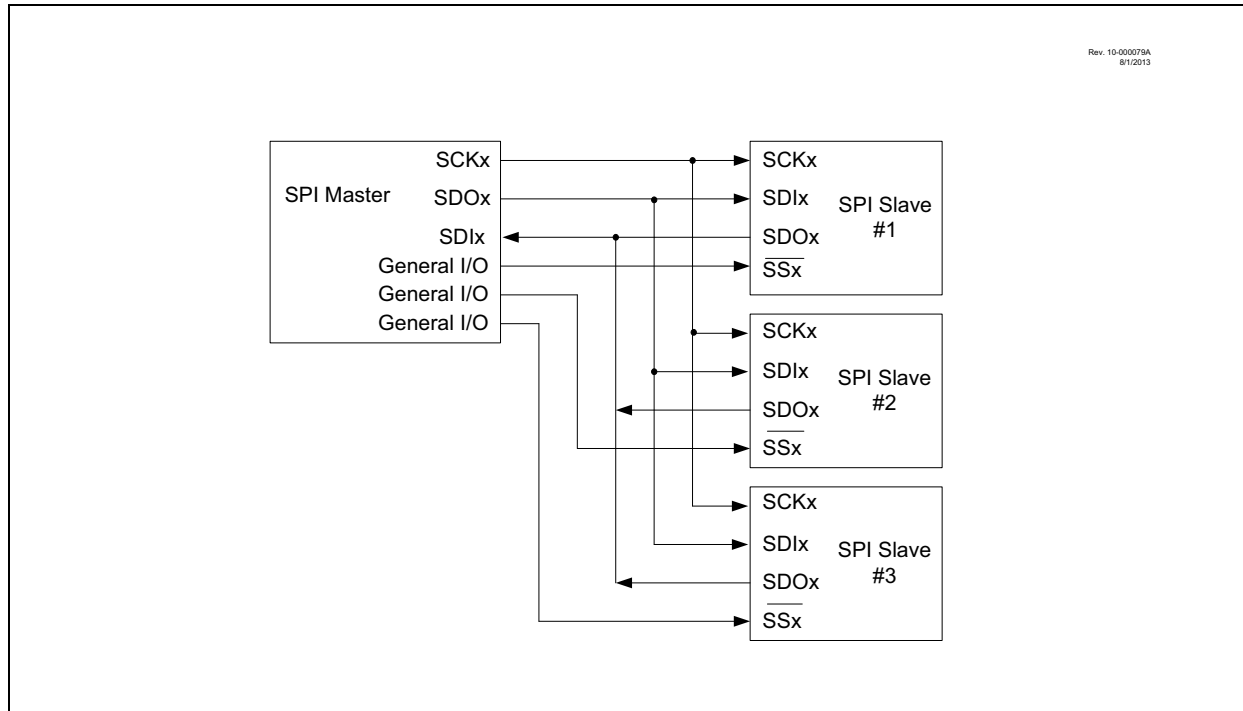 Rev. 10-000079A
8/1/2013
SPI Master
SCKx
SDOx
SDIx
General I/O
General I/O
General I/O
SCKx
SDIx
SDOx
SSx
SPI Slave
#1
SCKx
SDIx
SDOx
SSx
SPI Slave
#2
SCKx
SDIx
SDOx
SSx
SPI Slave
#3